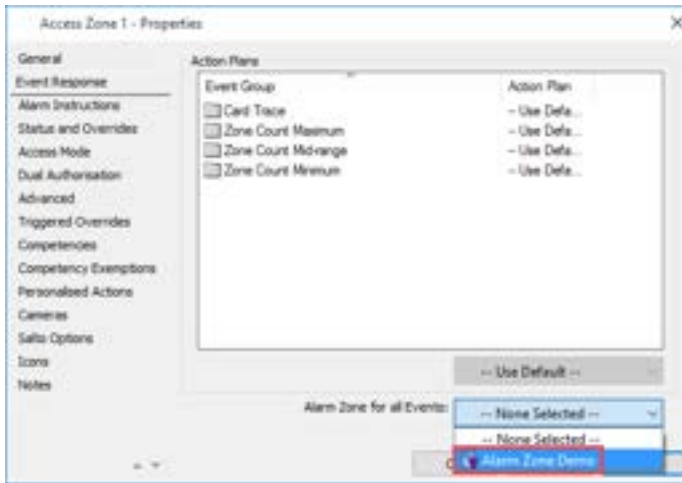 Access Zone 1 - Properties
General
Event Response
Alarm Instructions
Status and Overrides
Access Mode
Dual Authorisation
Advanced
Triggered Overrides
Competencies
Competency Exemptions
Personalised Actions
Cameras
Salto Options
Icons
Notes
Action Plans
Event Group Action Plan
Card Trace -- Use Defa...
Zone Count Maximum -- Use Defa...
Zone Count Mid-range -- Use Defa...
Zone Count Minimum -- Use Defa...
-- Use Default --
Alarm Zone for all Events: -- None Selected --
-- None Selected --
Alarm Zone Demo